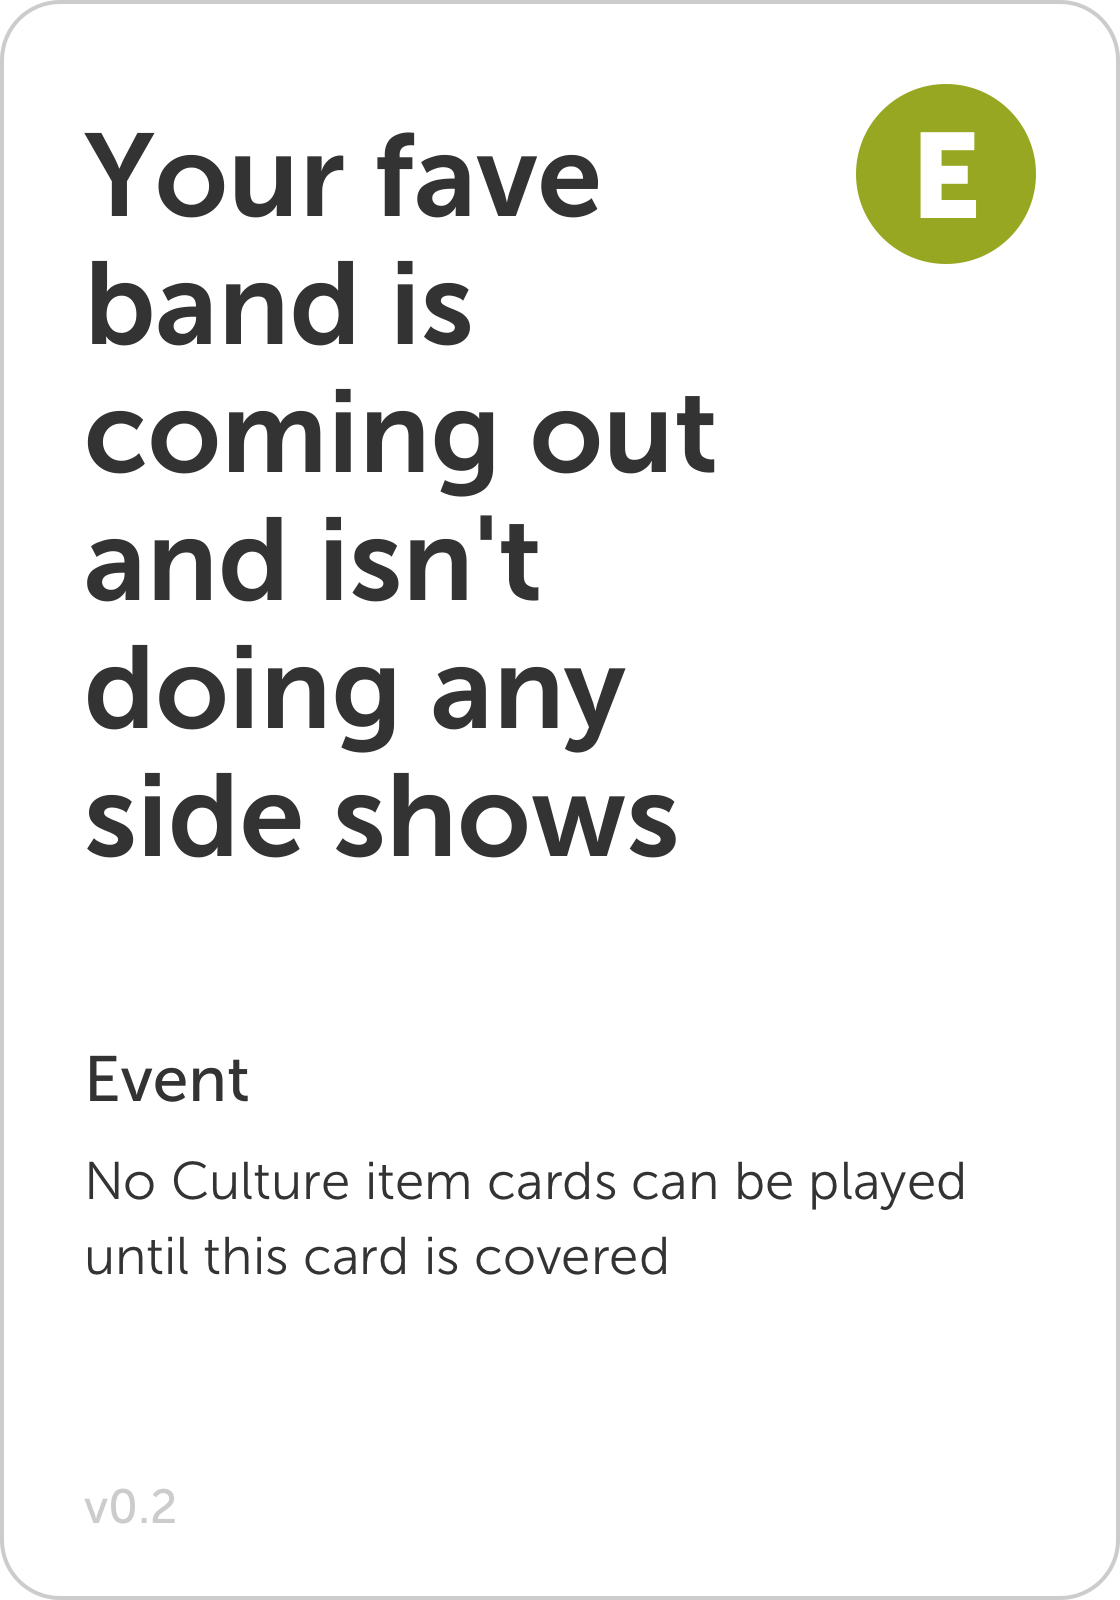 Your fave
E
band is
coming out
and isn't
doing any
side shows
Event
No Culture item cards can be played
until this card is covered
v0.2